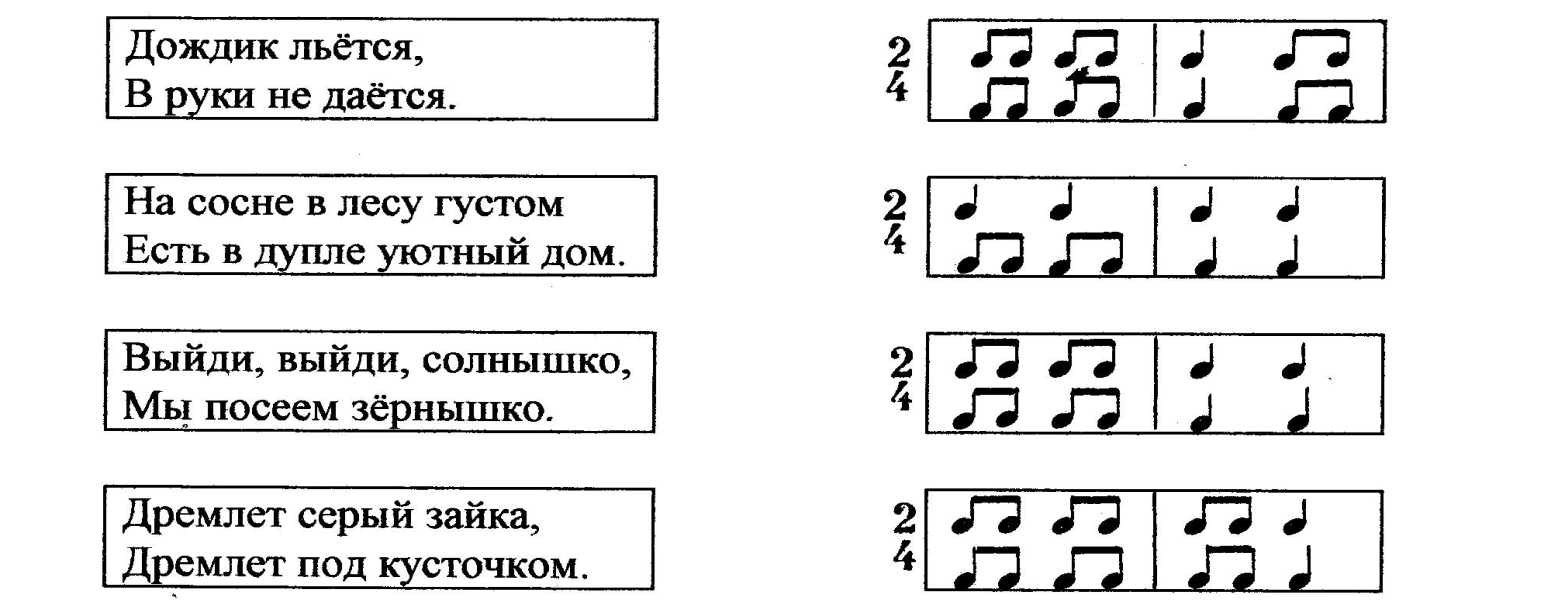 Дождик льётся,
В руки не даётся.
2
4
На сосне в лесу густом
Есть в дупле уютный дом.
2
4
Выйди, выйди, солнышко,
Мы посеем зёрнышко.
2
4
Дремлет серый зайка,
Дремлет под кусточком.
2
4